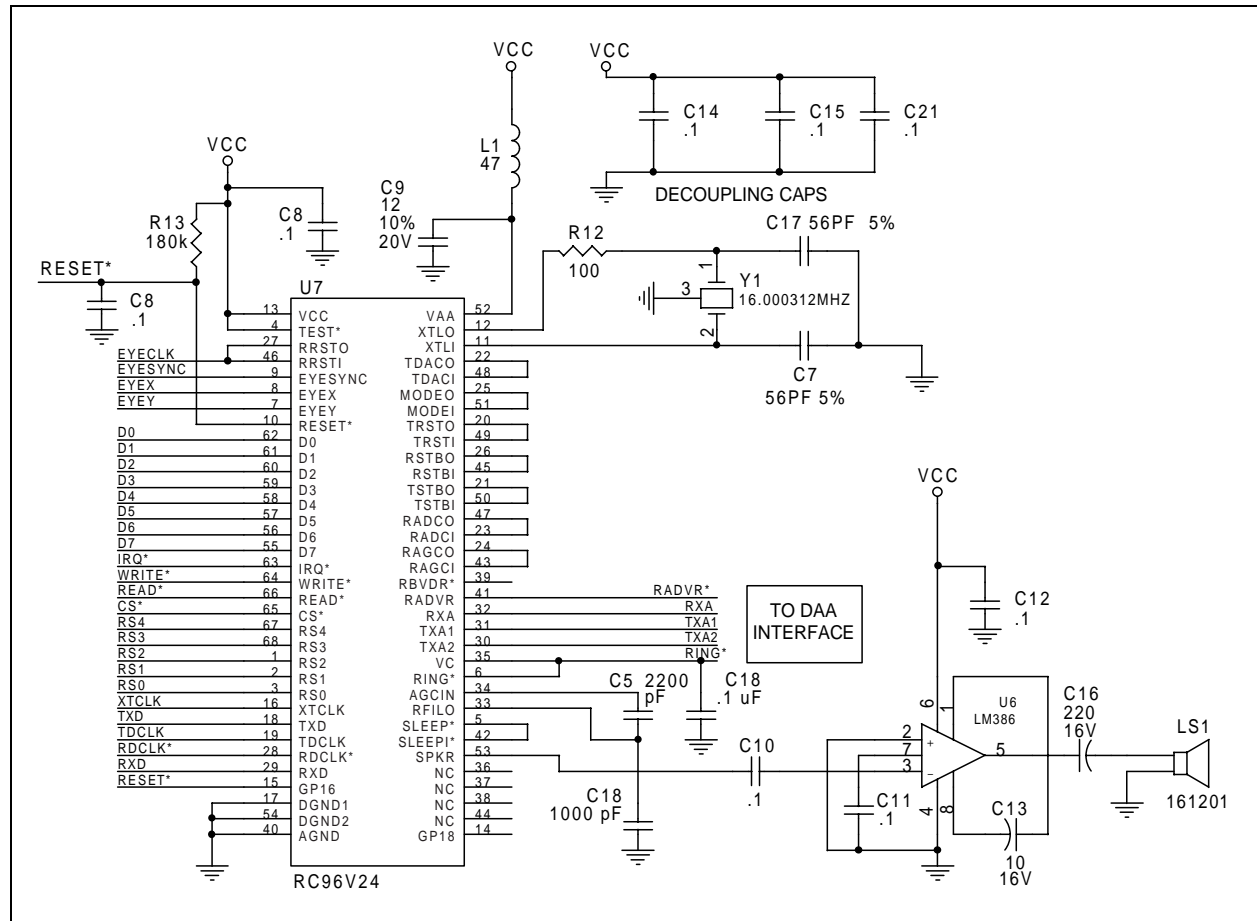 VCC
VCC
C14
.1
C15
.1
C21
.1
L1
47
DECOUPLING CAPS
VCC
R13
180k
C8
.1
C9
12
10%
20V
R12
100
C17 56PF 5%
1
3
Y1
16.000312MHZ
2
C7
56PF 5%
RESET*
C8
.1
U7
13 VCC VAA 52
4 TEST* XTLO 12
27 RRSTO XTLI 11
EYECLK 46 RRSTI TDACO 22
EYESYNC 9 EYESYNC TDACI 48
EYEX 8 EYEX MODEO 25
EYEY 7 EYEY MODEI 51
10 RESET* TRSTO 20
D0 62 D0 TRSTI 49
D1 61 D1 RSTBO 26
D2 60 D2 RSTBI 45
D3 59 D3 TSTBO 21
D4 58 D4 TSTBI 50
D5 57 D5 RADCO 47
D6 56 D6 RADCI 23
D7 55 D7 RAGCO 24
IRQ* 63 IRQ* RAGCI 43
WRITE* 64 WRITE* RBVDR* 39
READ* 66 READ* RADVR 41 RADVR*
CS* 65 CS* RXA 32 RXA
RS4 67 RS4 TXA1 31 TXA1
RS3 68 RS3 TXA2 30 TXA2
RS2 1 RS2 VC 35 RING*
RS1 2 RS1 RING* 6
RS0 3 RS0 AGCIN 34
XTCLK 16 XTCLK RFILO 33
TXD 18 TXD SLEEP* 5
TDCLK 19 TDCLK SLEEPI* 42
RDCLK* 28 RDCLK* SPKR 53
RXD 29 RXD NC 36
RESET* 15 GP16 NC 37
17 DGND1 NC 38
54 DGND2 NC 44
40 AGND GP18 14
RC96V24
TO DAA
INTERFACE
C5 2200
pF
C18
.1 uF
C18
1000 pF
C10
.1
VCC
C12
.1
6
1
U6
LM386
2
+
7
3
−
5
4
8
C11
.1
C13
10
16V
C16
220
16V
LS1
161201